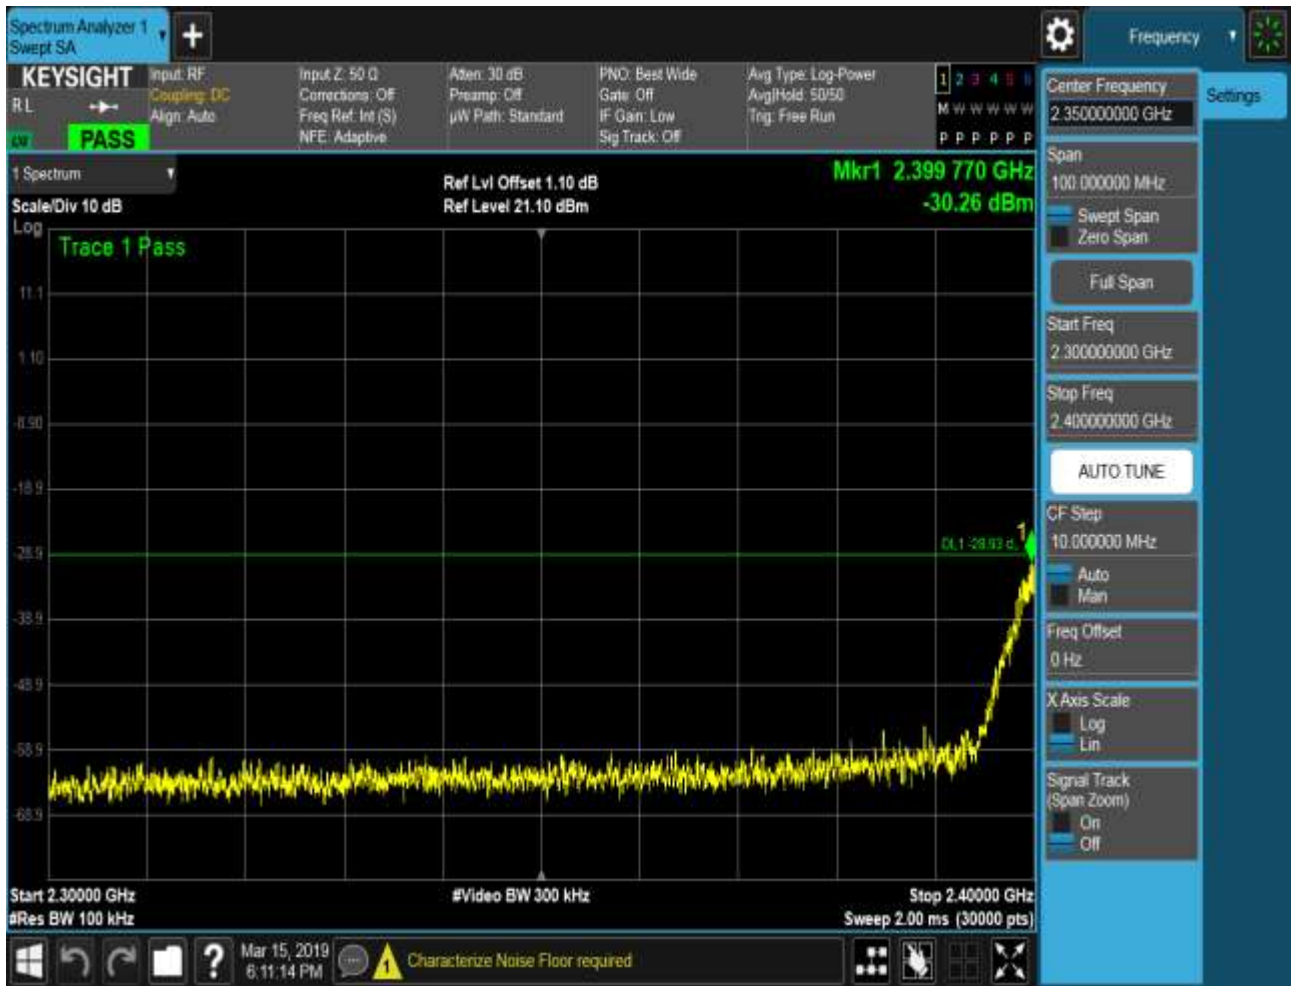 Spectrum Analyzer 1
Swept SA
Frequency
KEYSIGHT
R L
PASS
Input: RF
Coupling: DC
Align: Auto
Input Z: 50 Ω
Corrections: Off
Freq Ref: Int (S)
NFE: Adaptive
Atten: 30 dB
Preamp: Off
µW Path: Standard
PNO: Best Wide
Gate: Off
IF Gain: Low
Sig Track: Off
Avg Type: Log-Power
Avg|Hold: 50/50
Trig: Free Run
1 2 3 4 5 6
M W W W W W
P P P P P P
1 Spectrum
Scale/Div 10 dB
Log
Ref Lvl Offset 1.10 dB
Ref Level 21.10 dBm
Mkr1 2.399 770 GHz
-30.26 dBm
Trace 1 Pass
11.1
1.10
-8.90
-18.9
-28.9
-38.9
-48.9
-58.9
-68.9
DL1 -28.93 d
1
Start 2.30000 GHz
#Res BW 100 kHz
#Video BW 300 kHz
Stop 2.40000 GHz
Sweep 2.00 ms (30000 pts)
Mar 15, 2019
6:11:14 PM
1
Characterize Noise Floor required
Center Frequency
2.350000000 GHz
Settings
Span
100.000000 MHz
Swept Span
Zero Span
Full Span
Start Freq
2.300000000 GHz
Stop Freq
2.400000000 GHz
AUTO TUNE
CF Step
10.000000 MHz
Auto
Man
Freq Offset
0 Hz
X Axis Scale
Log
Lin
Signal Track
(Span Zoom)
On
Off